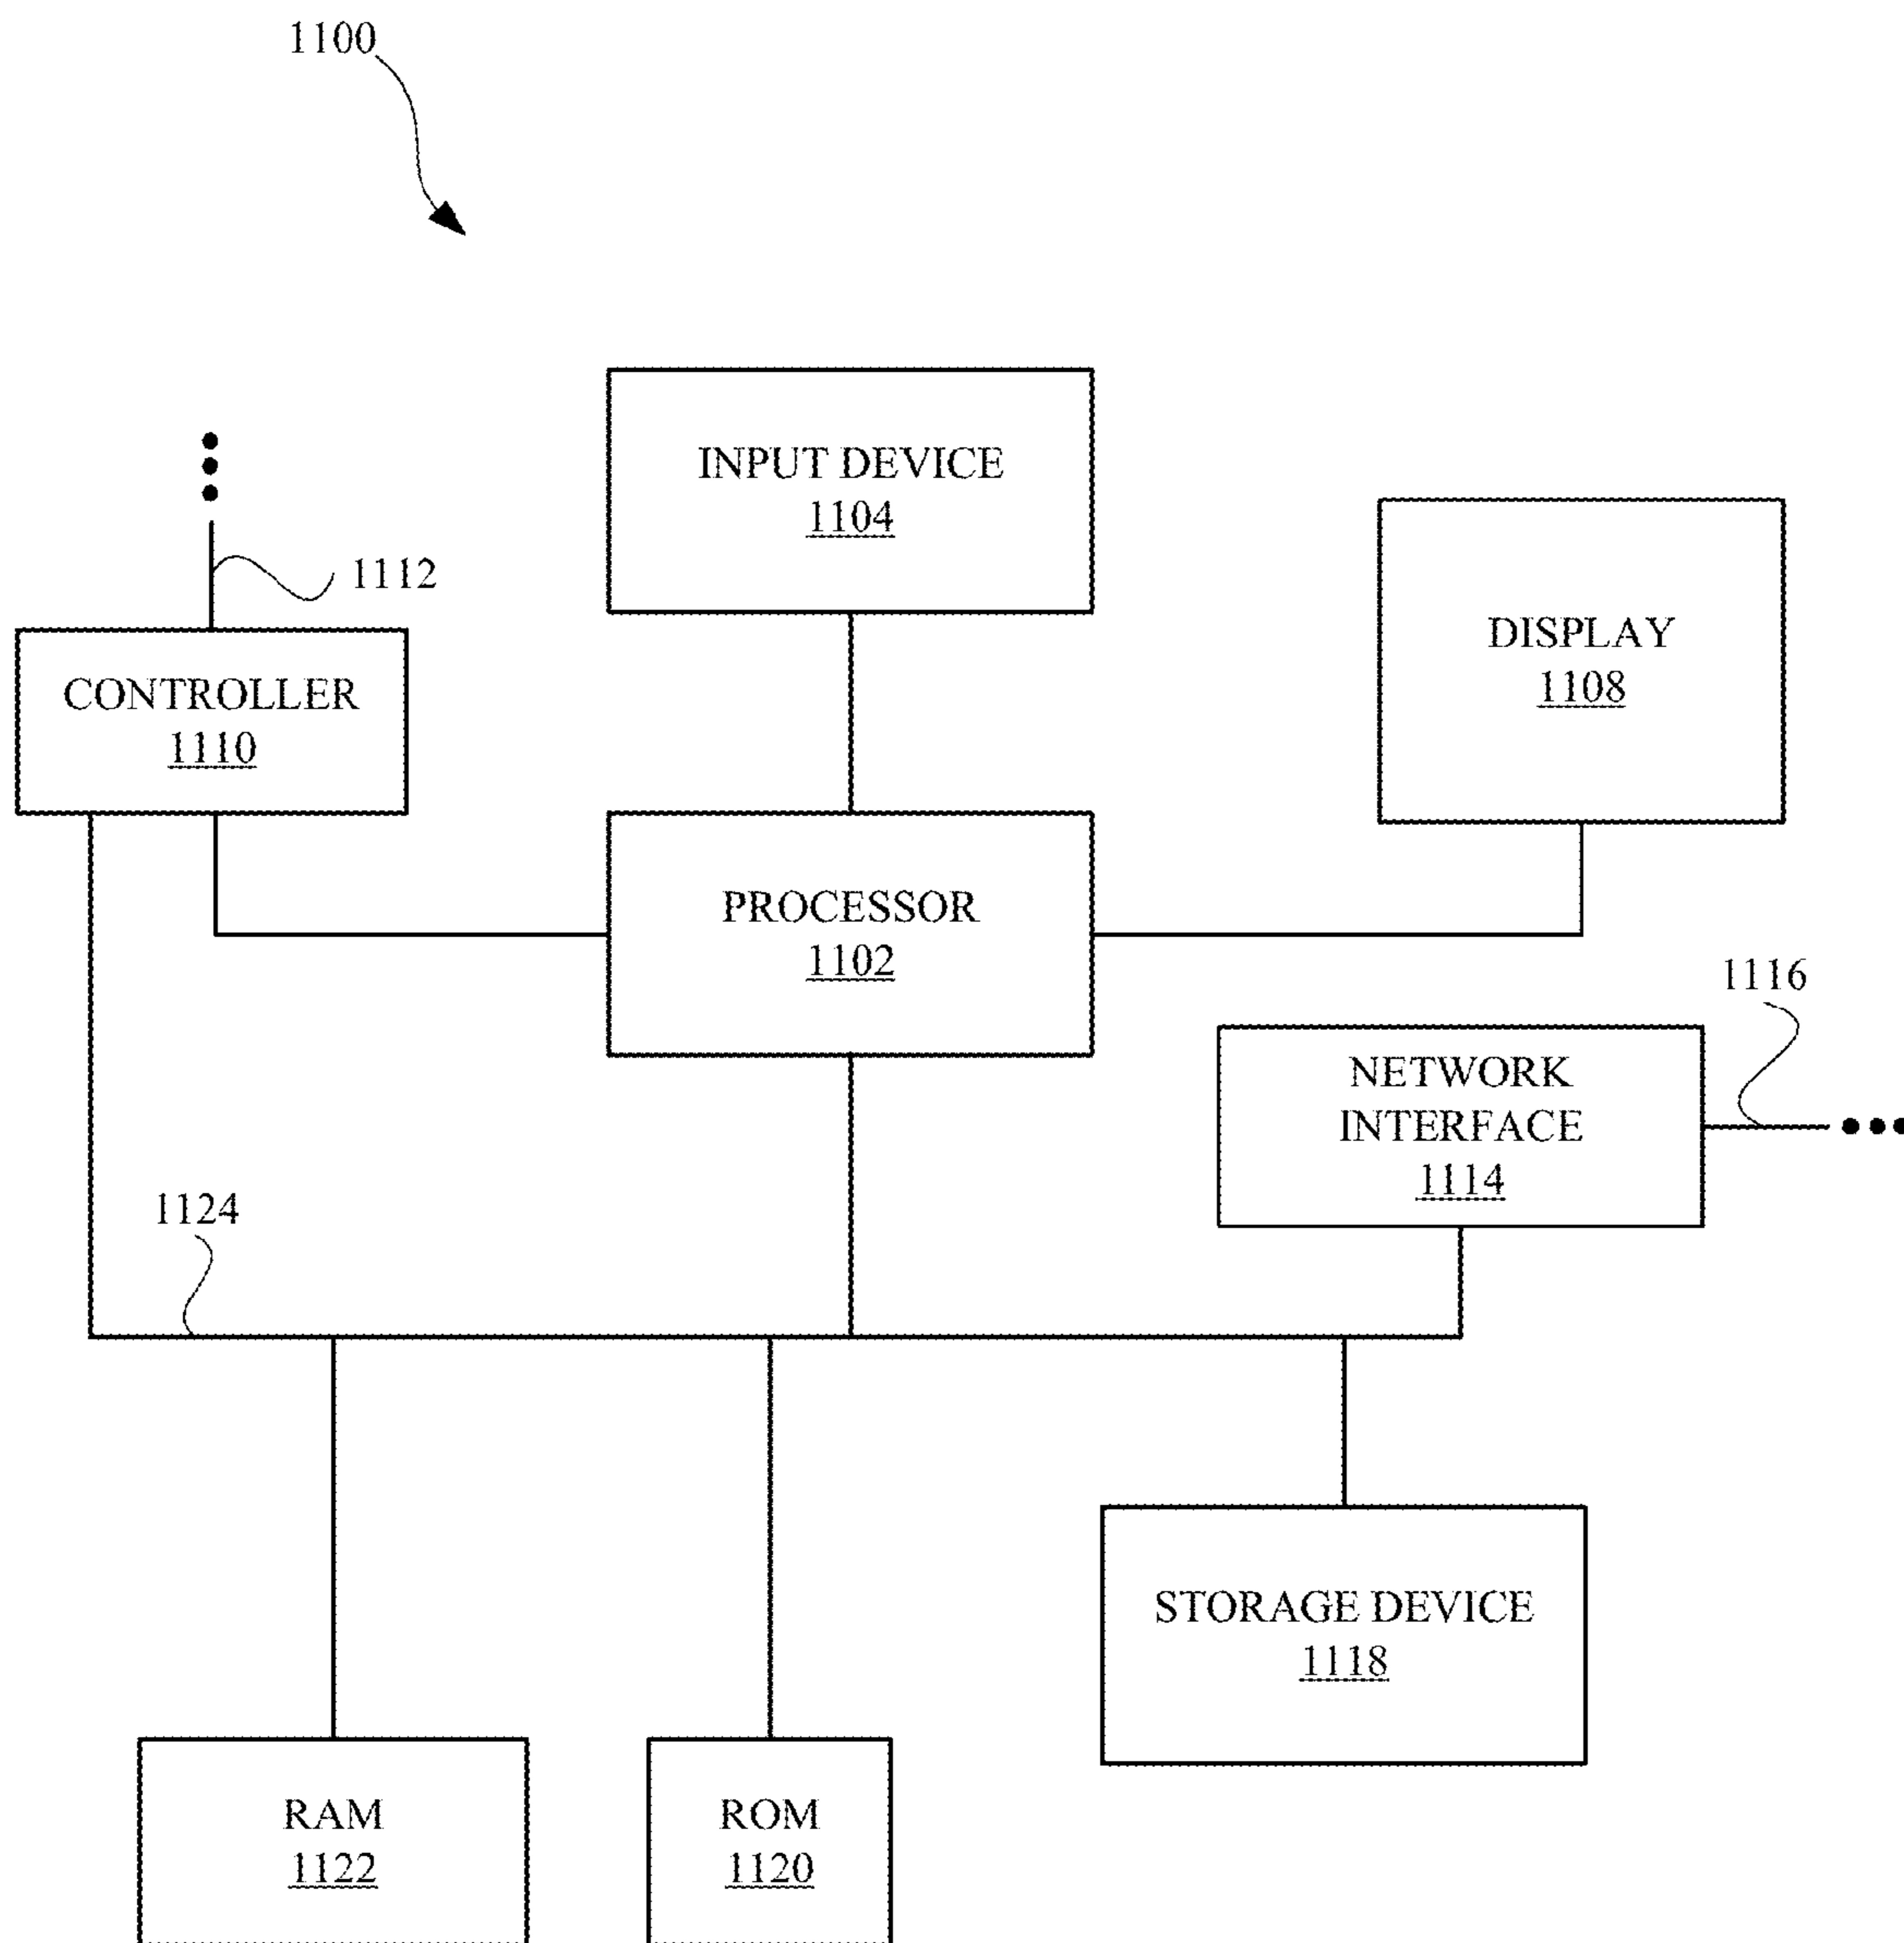 1100
INPUT DEVICE
1104
1112
DISPLAY
1108
CONTROLLER
1110
PROCESSOR
1102
1116
NETWORK
INTERFACE
1114
1124
STORAGE DEVICE
1118
RAM
1122
ROM
1120